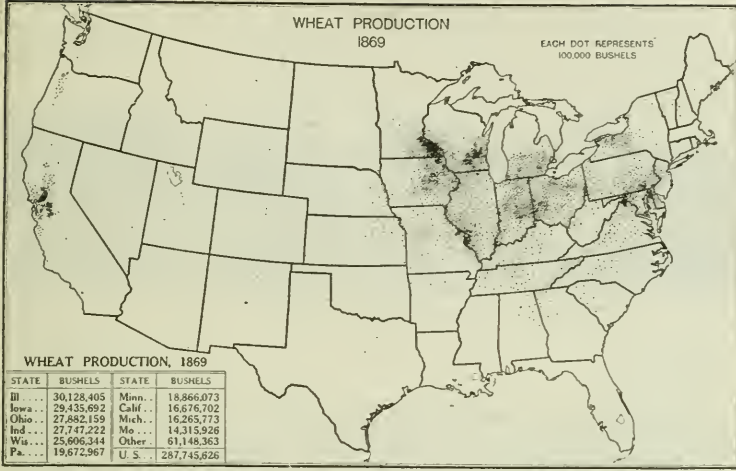 WHEAT PRODUCTION
1869
EACH DOT REPRESENTS
100,000 BUSHELS
WHEAT PRODUCTION, 1869
STATE BUSHELS STATE BUSHELS
Ill .... 30,128,405 Minn.. 18,866,073
Iowa.. 29,435,692 Calif.. 16,676,702
Ohio.. 27,882,159 Mich.. 16,265,773
Ind... 27,747,222 Mo... 14,315,926
Wis... 25,606,344 Other. 61,148,363
Pa.... 19,672,967 U. S... 287,745,626